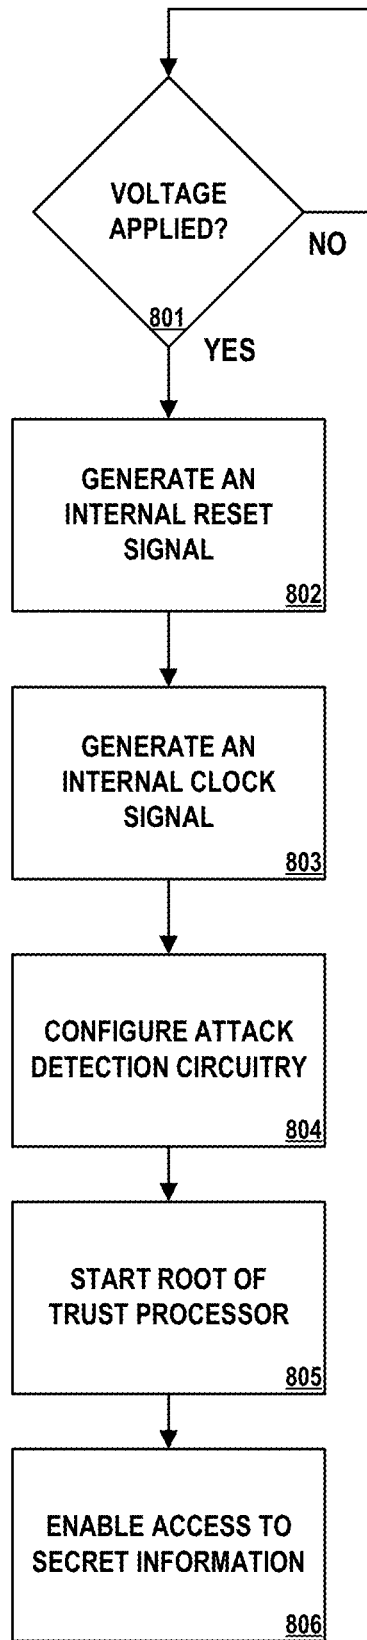 VOLTAGE
APPLIED?
801
NO
YES
GENERATE AN
INTERNAL RESET
SIGNAL
802
GENERATE AN
INTERNAL CLOCK
SIGNAL
803
CONFIGURE ATTACK
DETECTION CIRCUITRY
804
START ROOT OF
TRUST PROCESSOR
805
ENABLE ACCESS TO
SECRET INFORMATION
806